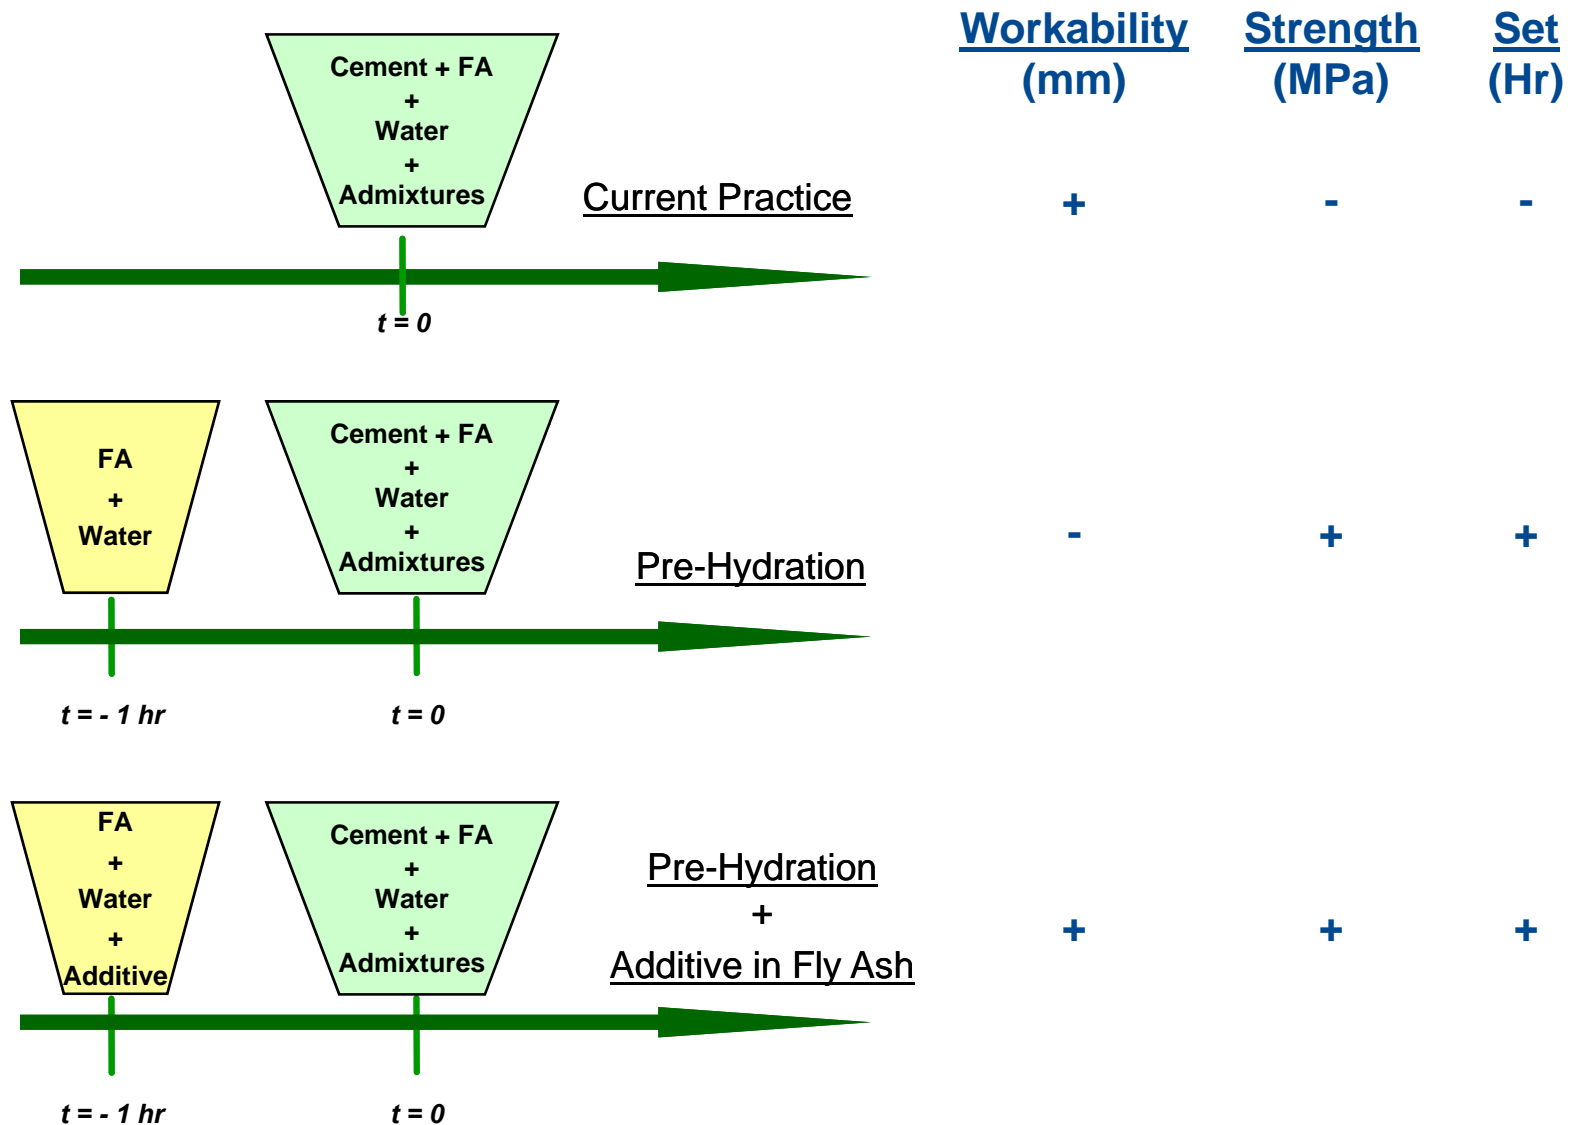 Workability Strength Set
(mm) (MPa) (Hr)
Cement + FA
+
Water
+
Admixtures
Current Practice
+ - -
t = 0
FA
+
Water
Cement + FA
+
Water
+
Admixtures
Pre-Hydration
- + +
t = - 1 hr
t = 0
FA
+
Water
+
Additive
Cement + FA
+
Water
+
Admixtures
Pre-Hydration
+
Additive in Fly Ash
+ + +
t = - 1 hr
t = 0